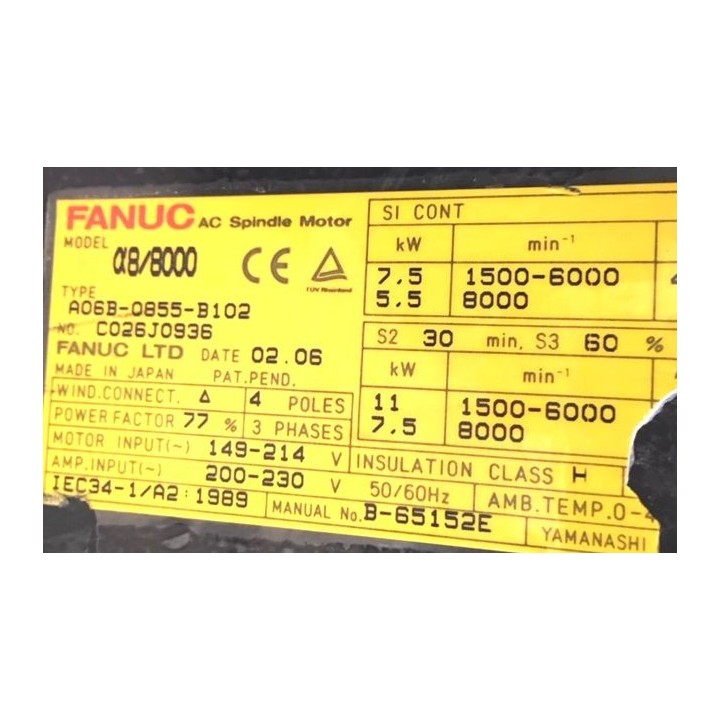 FANUC AC Spindle Motor
MODEL
α8/8000
CE
TÜV Rheinland
TYPE
A06B-0855-B102
NO. C026J0936
FANUC LTD DATE 02.06
MADE IN JAPAN PAT.PEND.
WIND.CONNECT. Δ 4 POLES
POWER FACTOR 77 % 3 PHASES
MOTOR INPUT(~) 149-214 V
AMP.INPUT(~) 200-230 V
IEC34-1/A2:1989
SI CONT
kW min⁻¹
7.5 1500-6000
5.5 8000
S2 30 min, S3 60 %
kW min⁻¹
11 1500-6000
7.5 8000
INSULATION CLASS H
50/60Hz AMB.TEMP.0-
MANUAL No. B-65152E
YAMANASHI